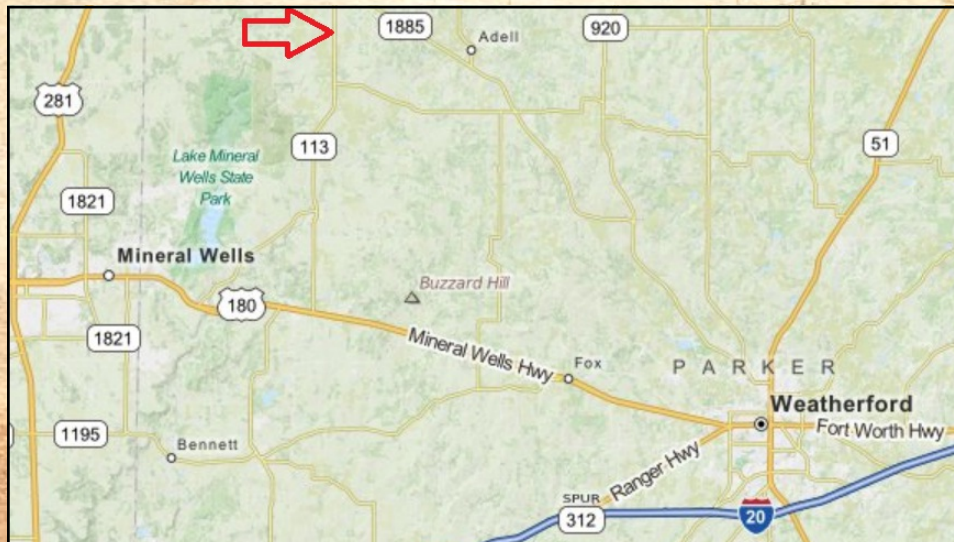 1885
Adell
920
281
113
51
Lake Mineral
Wells State
Park
1821
Mineral Wells
Buzzard Hill
180
1821
Mineral Wells Hwy
Fox
PARKER
Weatherford
Fort Worth Hwy
1195
Bennett
Ranger Hwy
SPUR
312
20